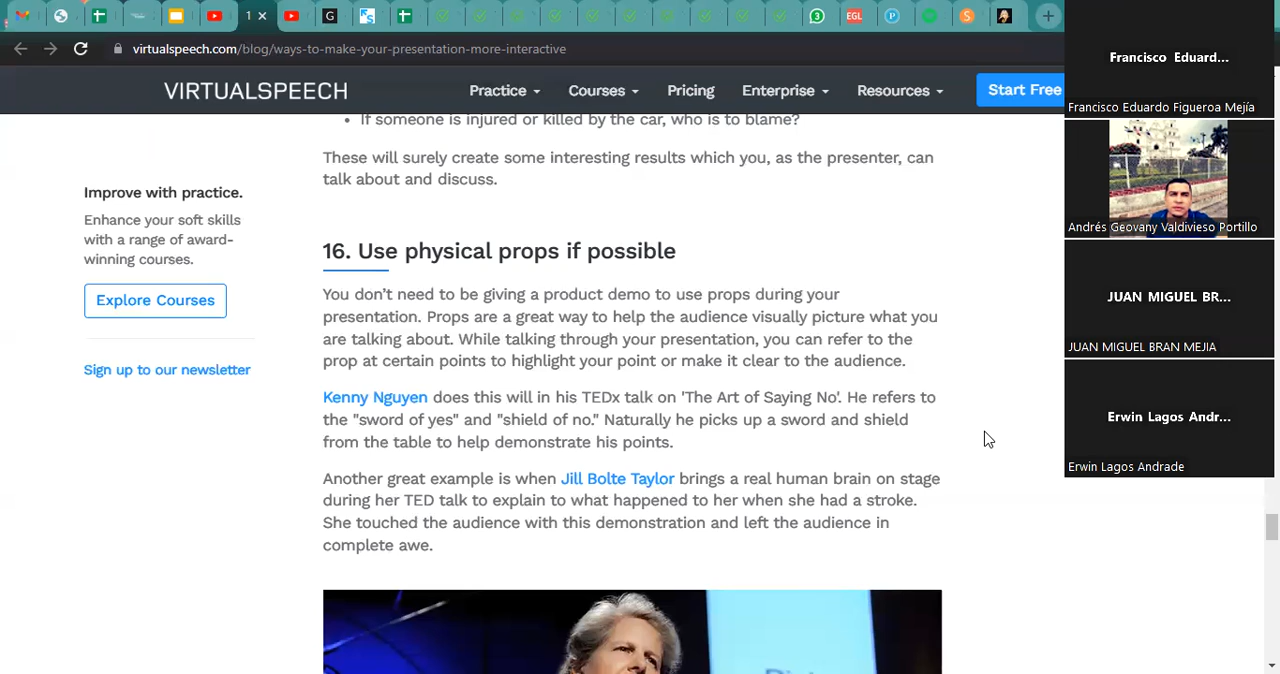 1
G
3
EGL
P
S
virtualspeech.com/blog/ways-to-make-your-presentation-more-interactive
VIRTUALSPEECH
Practice
Courses
Pricing
Enterprise
Resources
Start Free
If someone is injured or killed by the car, who is to blame?
These will surely create some interesting results which you, as the presenter, can
talk about and discuss.
Improve with practice.
Enhance your soft skills
with a range of award-
winning courses.
Explore Courses
Sign up to our newsletter
16. Use physical props if possible
You don’t need to be giving a product demo to use props during your
presentation. Props are a great way to help the audience visually picture what you
are talking about. While talking through your presentation, you can refer to the
prop at certain points to highlight your point or make it clear to the audience.
Kenny Nguyen does this will in his TEDx talk on 'The Art of Saying No'. He refers to
the "sword of yes" and "shield of no." Naturally he picks up a sword and shield
from the table to help demonstrate his points.
Another great example is when Jill Bolte Taylor brings a real human brain on stage
during her TED talk to explain to what happened to her when she had a stroke.
She touched the audience with this demonstration and left the audience in
complete awe.
Francisco Eduard...
Francisco Eduardo Figueroa Mejía
Andrés Geovany Valdivieso Portillo
JUAN MIGUEL BR...
JUAN MIGUEL BRAN MEJIA
Erwin Lagos Andr...
Erwin Lagos Andrade